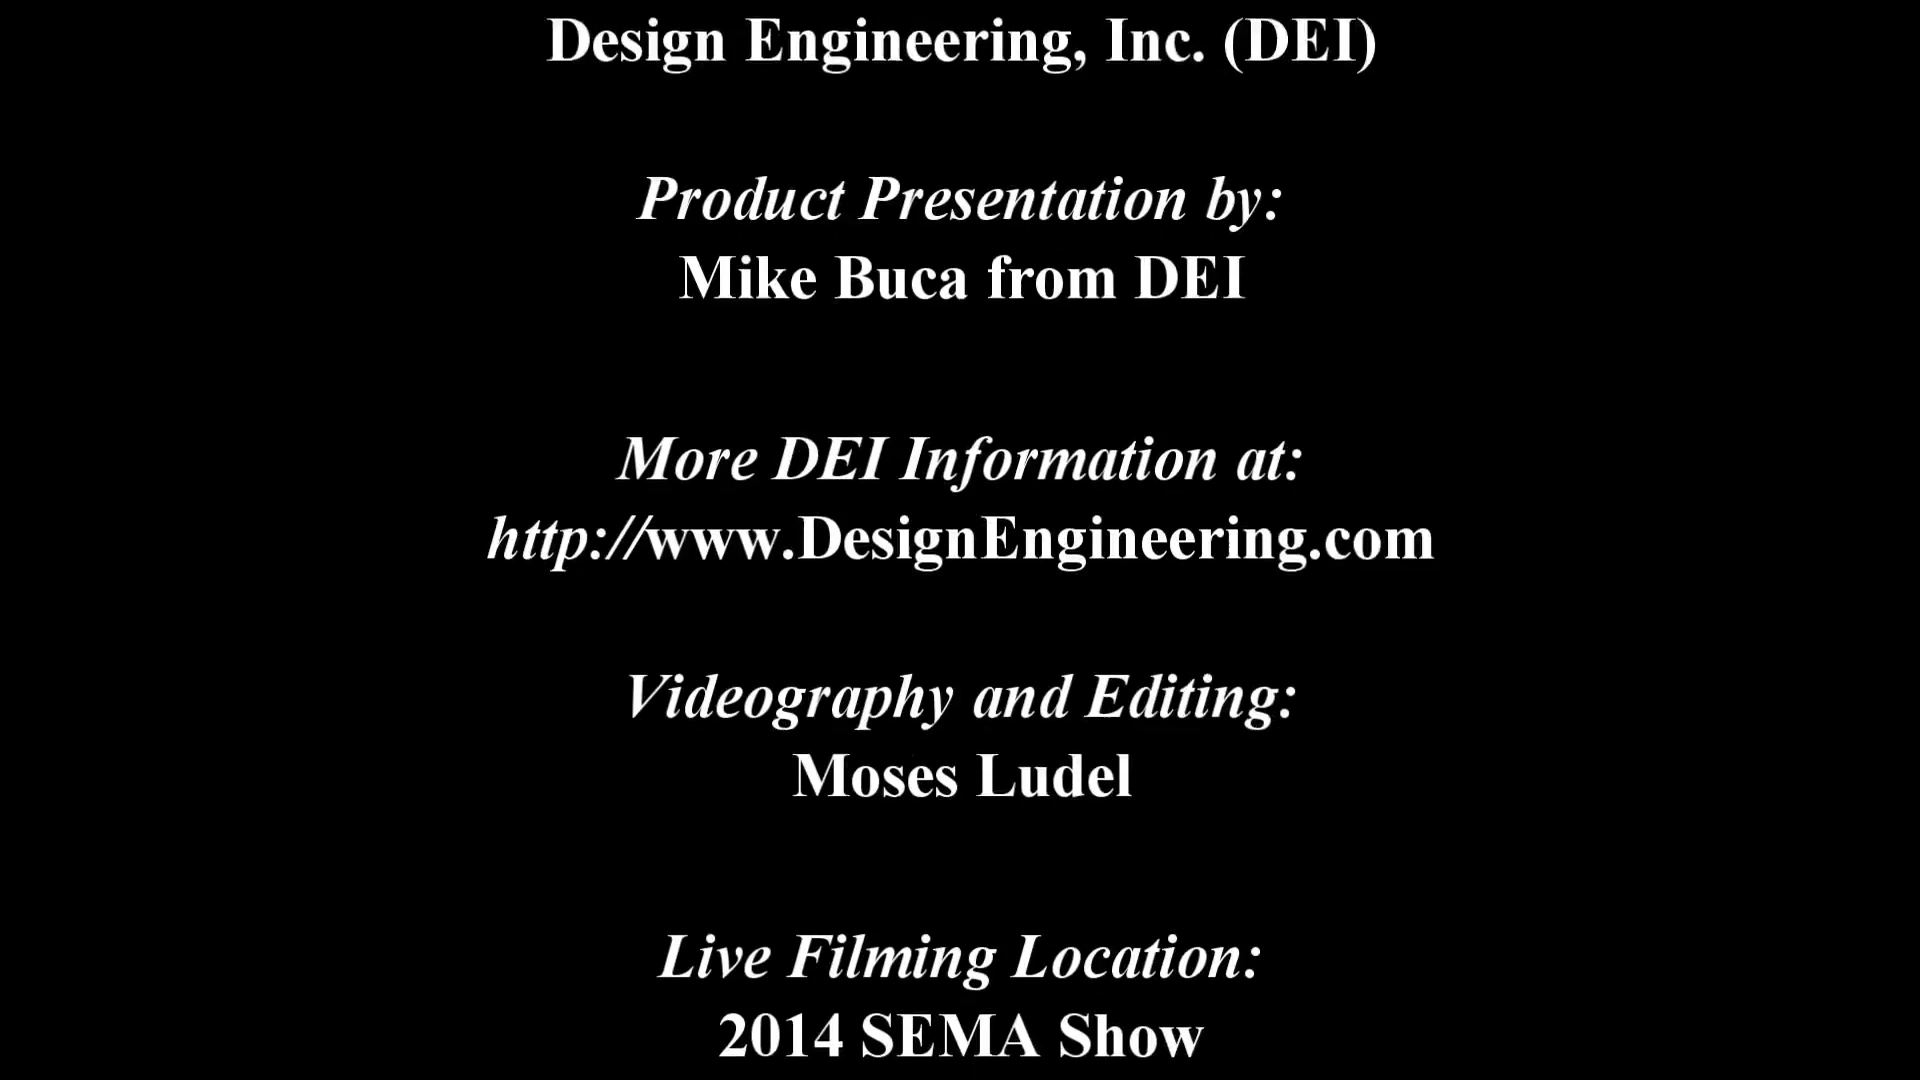 Design Engineering, Inc. (DEI)
Product Presentation by:
Mike Buca from DEI
More DEI Information at:
http://www.DesignEngineering.com
Videography and Editing:
Moses Ludel
Live Filming Location:
2014 SEMA Show